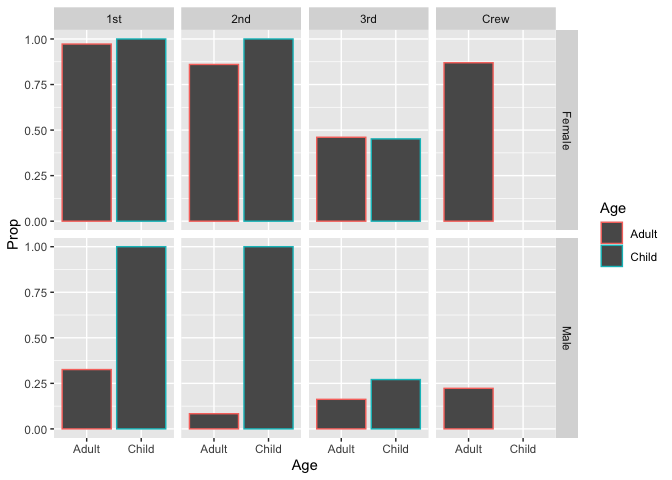 1st 2nd 3rd Crew
1.00
0.75
0.50
0.25
0.00
Female
1.00
0.75
0.50
0.25
0.00
Male
Prop
Adult Child Adult Child Adult Child Adult Child
Age
Age
Adult
Child